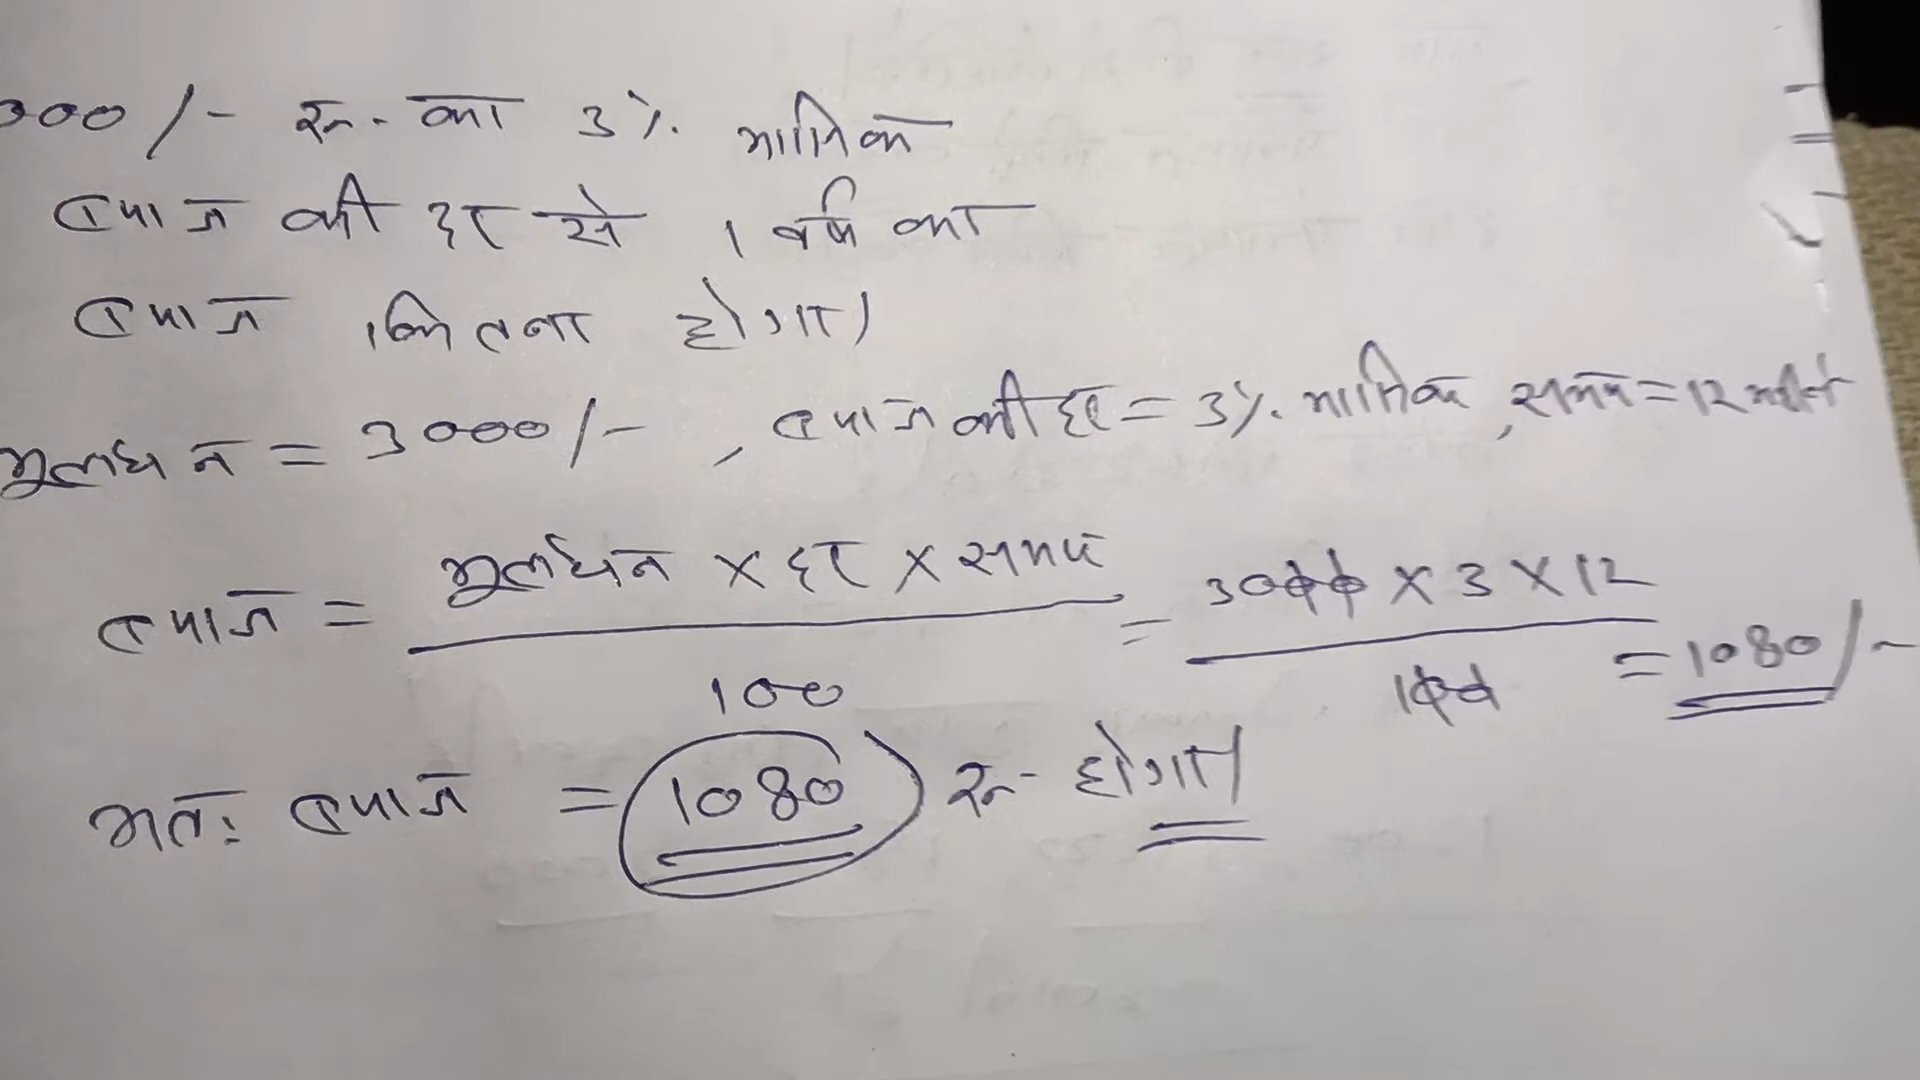 300/- रु. का 3% मासिक
ब्याज की दर से 1 वर्ष का
ब्याज कितना होगा।
मूलधन = 3000/- , ब्याज की दर = 3% मासिक , समय = 12 महीने
ब्याज = मूलधन × दर × समय / 100 = 3000 × 3 × 12 / 100 = 1080/-
अतः ब्याज = 1080 रु- होगा।